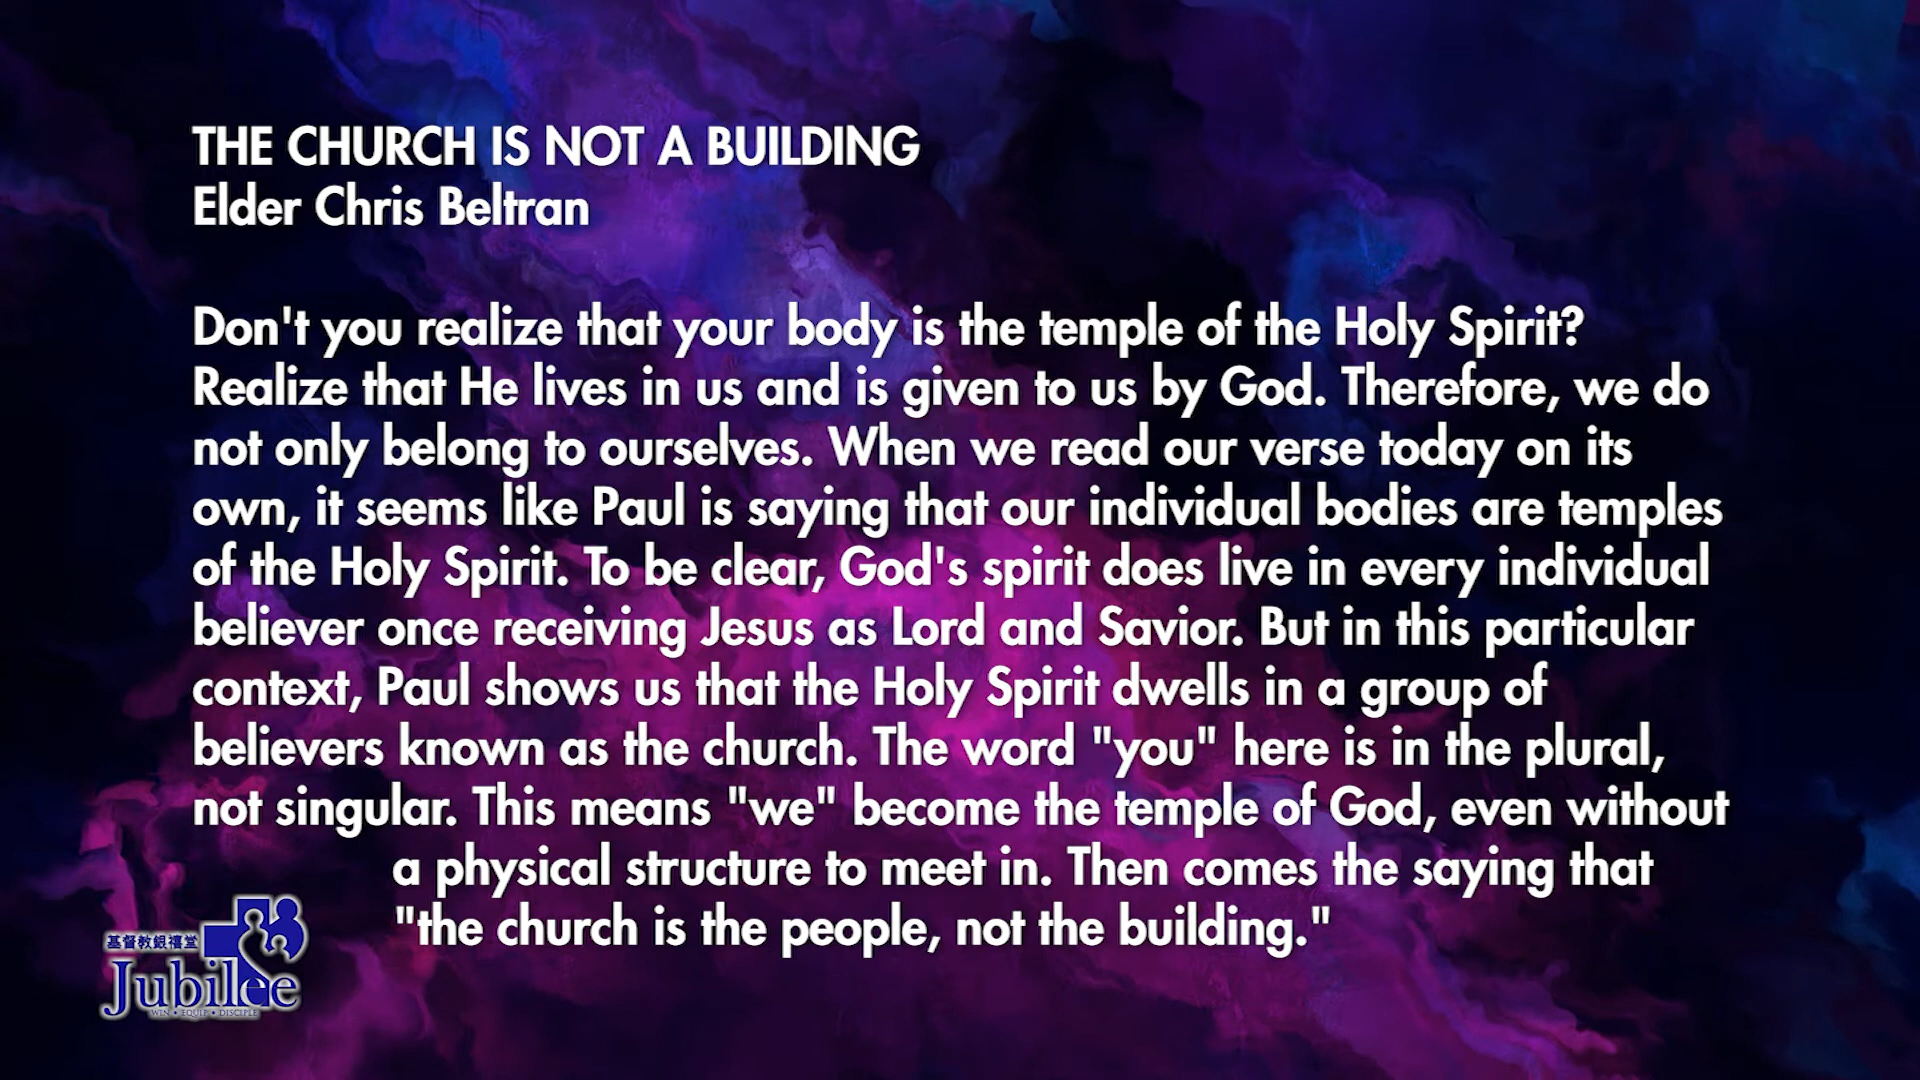 THE CHURCH IS NOT A BUILDING
Elder Chris Beltran
Don't you realize that your body is the temple of the Holy Spirit?
Realize that He lives in us and is given to us by God. Therefore, we do
not only belong to ourselves. When we read our verse today on its
own, it seems like Paul is saying that our individual bodies are temples
of the Holy Spirit. To be clear, God's spirit does live in every individual
believer once receiving Jesus as Lord and Savior. But in this particular
context, Paul shows us that the Holy Spirit dwells in a group of
believers known as the church. The word "you" here is in the plural,
not singular. This means "we" become the temple of God, even without
a physical structure to meet in. Then comes the saying that
"the church is the people, not the building."
基督教銀禧堂
Jubilee
WIN • EQUIP • DISCIPLE